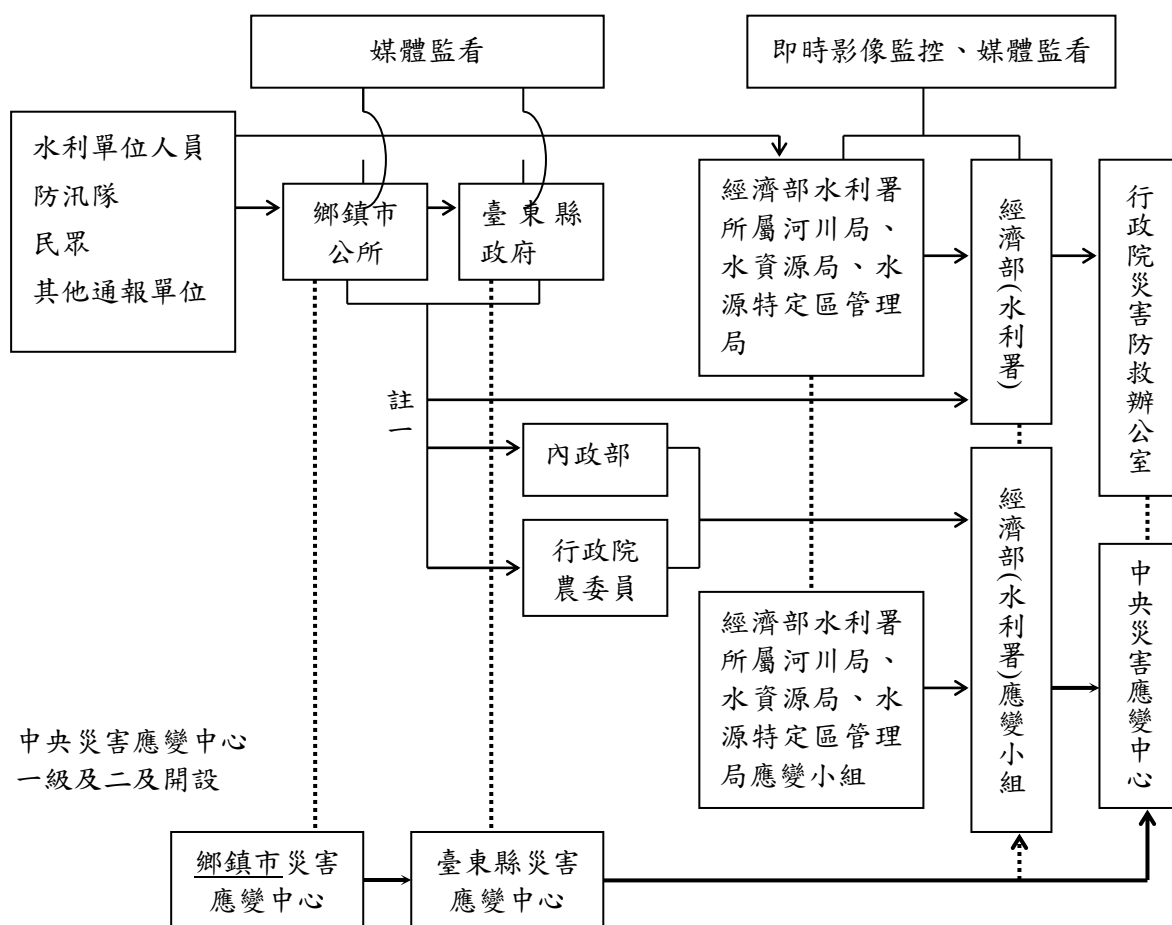 媒體監看
即時影像監控、媒體監看
水利單位人員
防汛隊
民眾
其他通報單位
鄉鎮市
公所
臺東縣
政府
經濟部水利署
所屬河川局、
水資源局、水
源特定區管理
局
經濟部(水利署)
行政院災害防救辦公室
註一
內政部
行政院
農委員
經濟部水利署
所屬河川局、
水資源局、水
源特定區管理
局應變小組
經濟部(水利署)應變小組
中央災害應變中心
中央災害應變中心
一級及二及開設
鄉鎮市災害
應變中心
臺東縣災害
應變中心